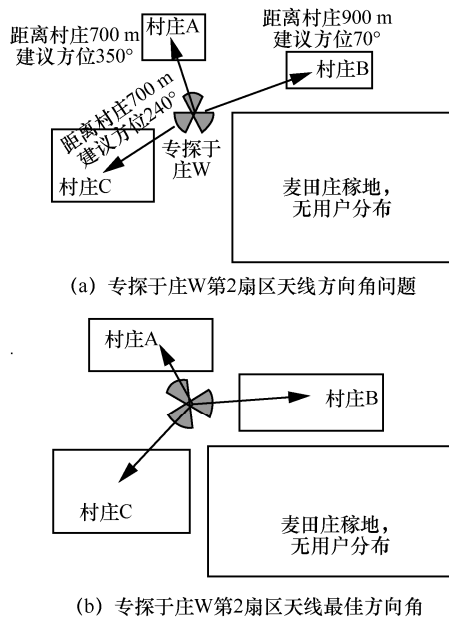 距离村庄700 m
建议方位350°
村庄A
距离村庄900 m
建议方位70°
村庄B
距离村庄700 m
建议方位240°
专探于
庄W
村庄C
麦田庄稼地，
无用户分布
(a) 专探于庄W第2扇区天线方向角问题
村庄A
村庄B
村庄C
麦田庄稼地，
无用户分布
(b) 专探于庄W第2扇区天线最佳方向角